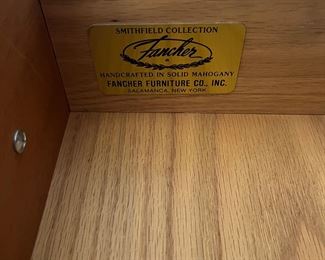 SMITHFIELD COLLECTION
Fancher
®
HANDCRAFTED IN SOLID MAHOGANY
FANCHER FURNITURE CO., INC.
SALAMANCA, NEW YORK